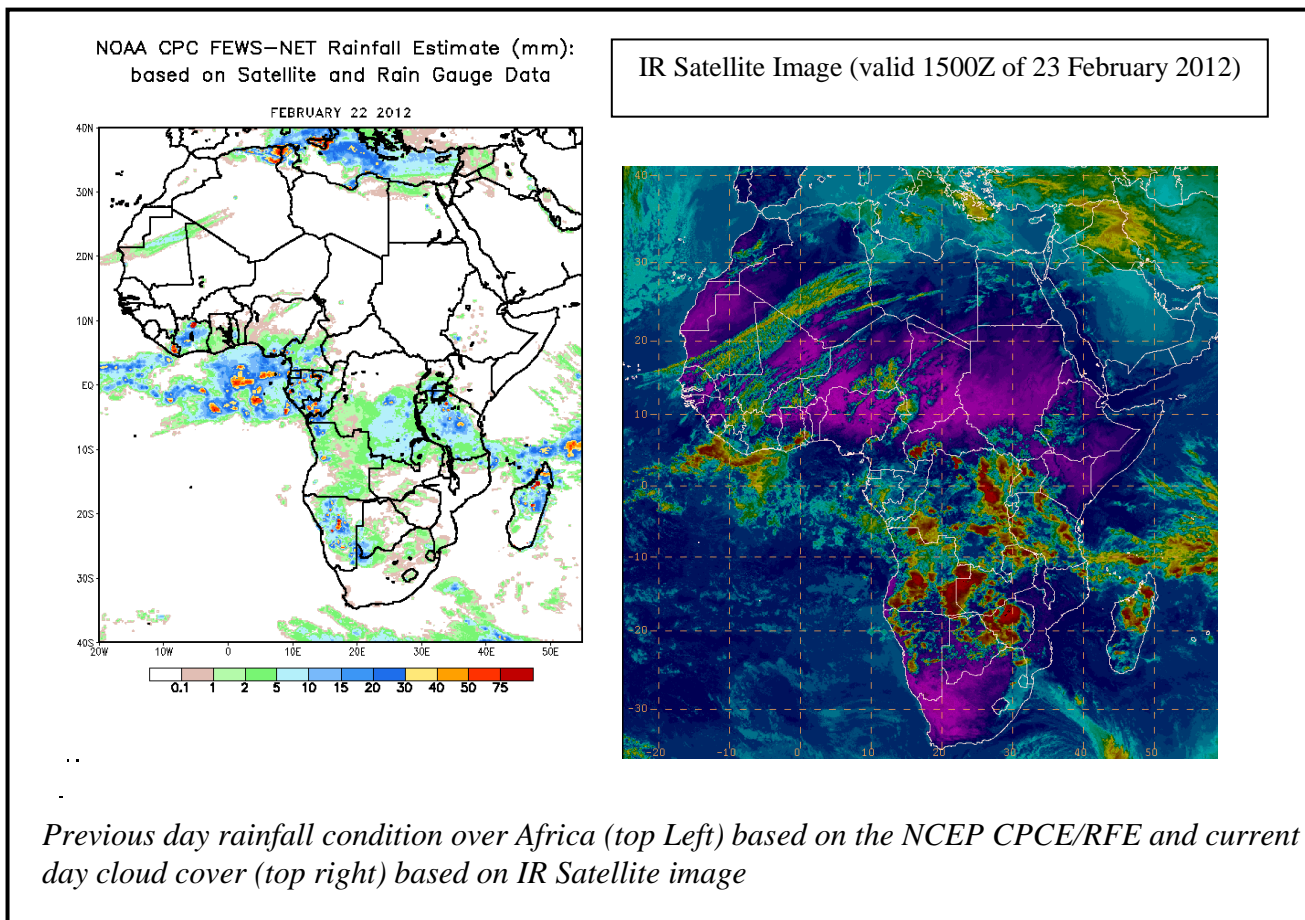 NOAA CPC FEWS-NET Rainfall Estimate (mm):
based on Satellite and Rain Gauge Data
FEBRUARY 22 2012
40N
30N
20N
10N
EQ
10S
20S
30S
40S
20W 10W 0 10E 20E 30E 40E 50E
0.1 1 2 5 10 15 20 30 40 50 75
IR Satellite Image (valid 1500Z of 23 February 2012)
40
30
20
10
0
-10
-20
-30
-20 -10 0 10 20 30 40 50
Previous day rainfall condition over Africa (top Left) based on the NCEP CPCE/RFE and current
day cloud cover (top right) based on IR Satellite image